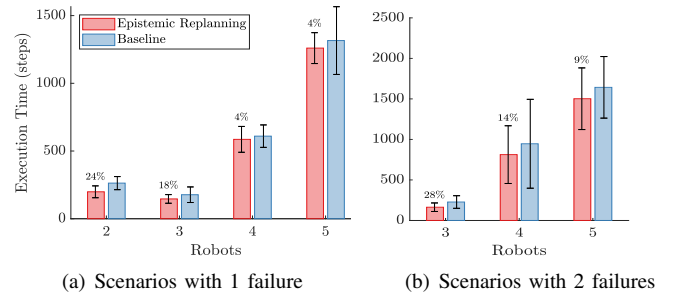 Epistemic Replanning
Baseline
Execution Time (steps)
1500
1000
500
0
24%
18%
4%
4%
2 3 4 5
Robots
(a) Scenarios with 1 failure
2500
2000
1500
1000
500
0
28%
14%
9%
3 4 5
Robots
(b) Scenarios with 2 failures